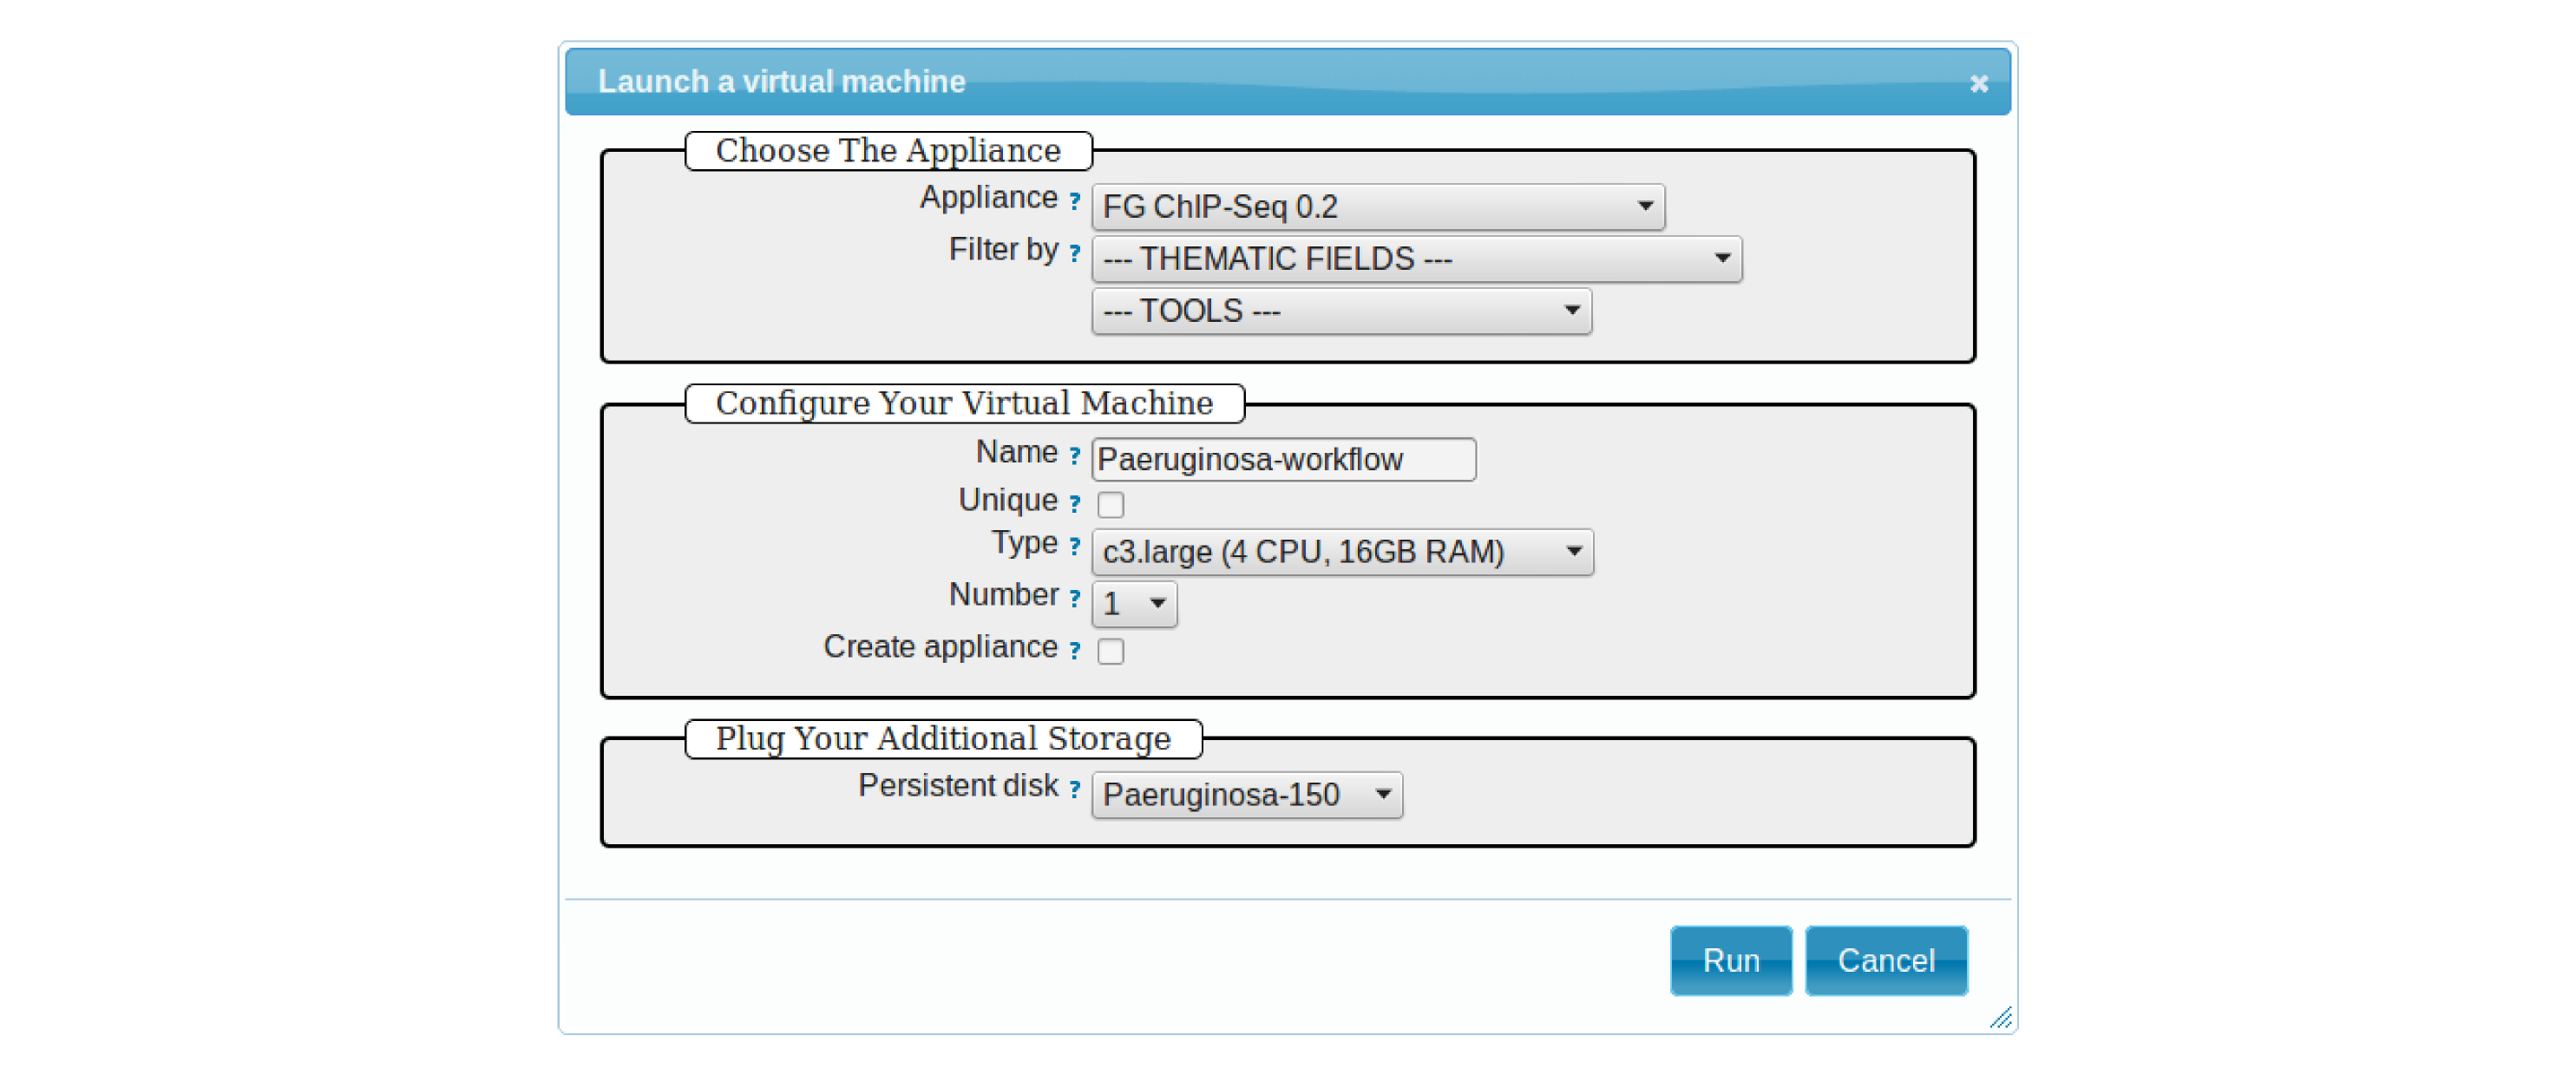 Launch a virtual machine
Choose The Appliance
Appliance ? FG ChIP-Seq 0.2
Filter by ? --- THEMATIC FIELDS ---
--- TOOLS ---
Configure Your Virtual Machine
Name ? Paeruginosa-workflow
Unique ?
Type ? c3.large (4 CPU, 16GB RAM)
Number ? 1
Create appliance ?
Plug Your Additional Storage
Persistent disk ? Paeruginosa-150
Run Cancel